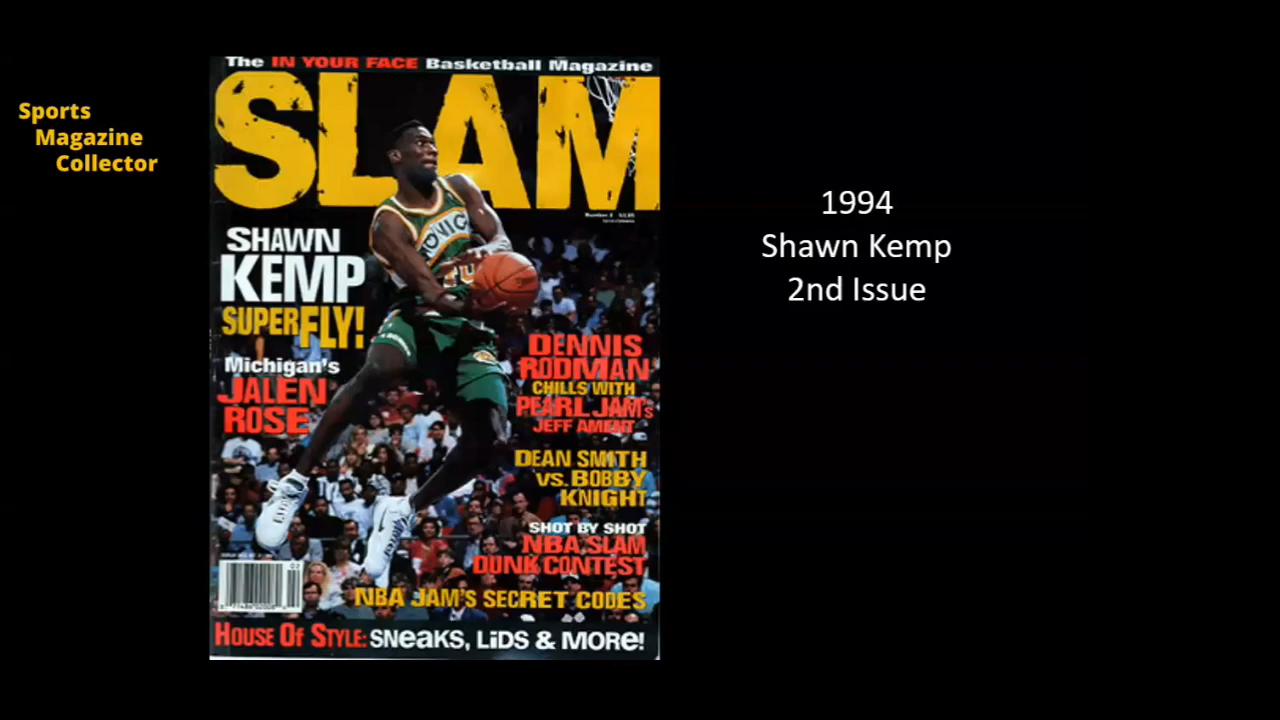 Sports
Magazine
Collector
The IN YOUR FACE Basketball Magazine
SLAM
SHAWN
KEMP
SUPERFLY!
Michigan's
JALEN
ROSE
DENNIS
RODMAN
CHILLS WITH
PEARL JAM's
JEFF AMENT
DEAN SMITH
vs. BOBBY
KNIGHT
SHOT BY SHOT
NBA SLAM
DUNK CONTEST
NBA JAM'S SECRET CODES
HOUSE OF STYLE: SNeaKS, LiDS & MORe!
1994
Shawn Kemp
2nd Issue